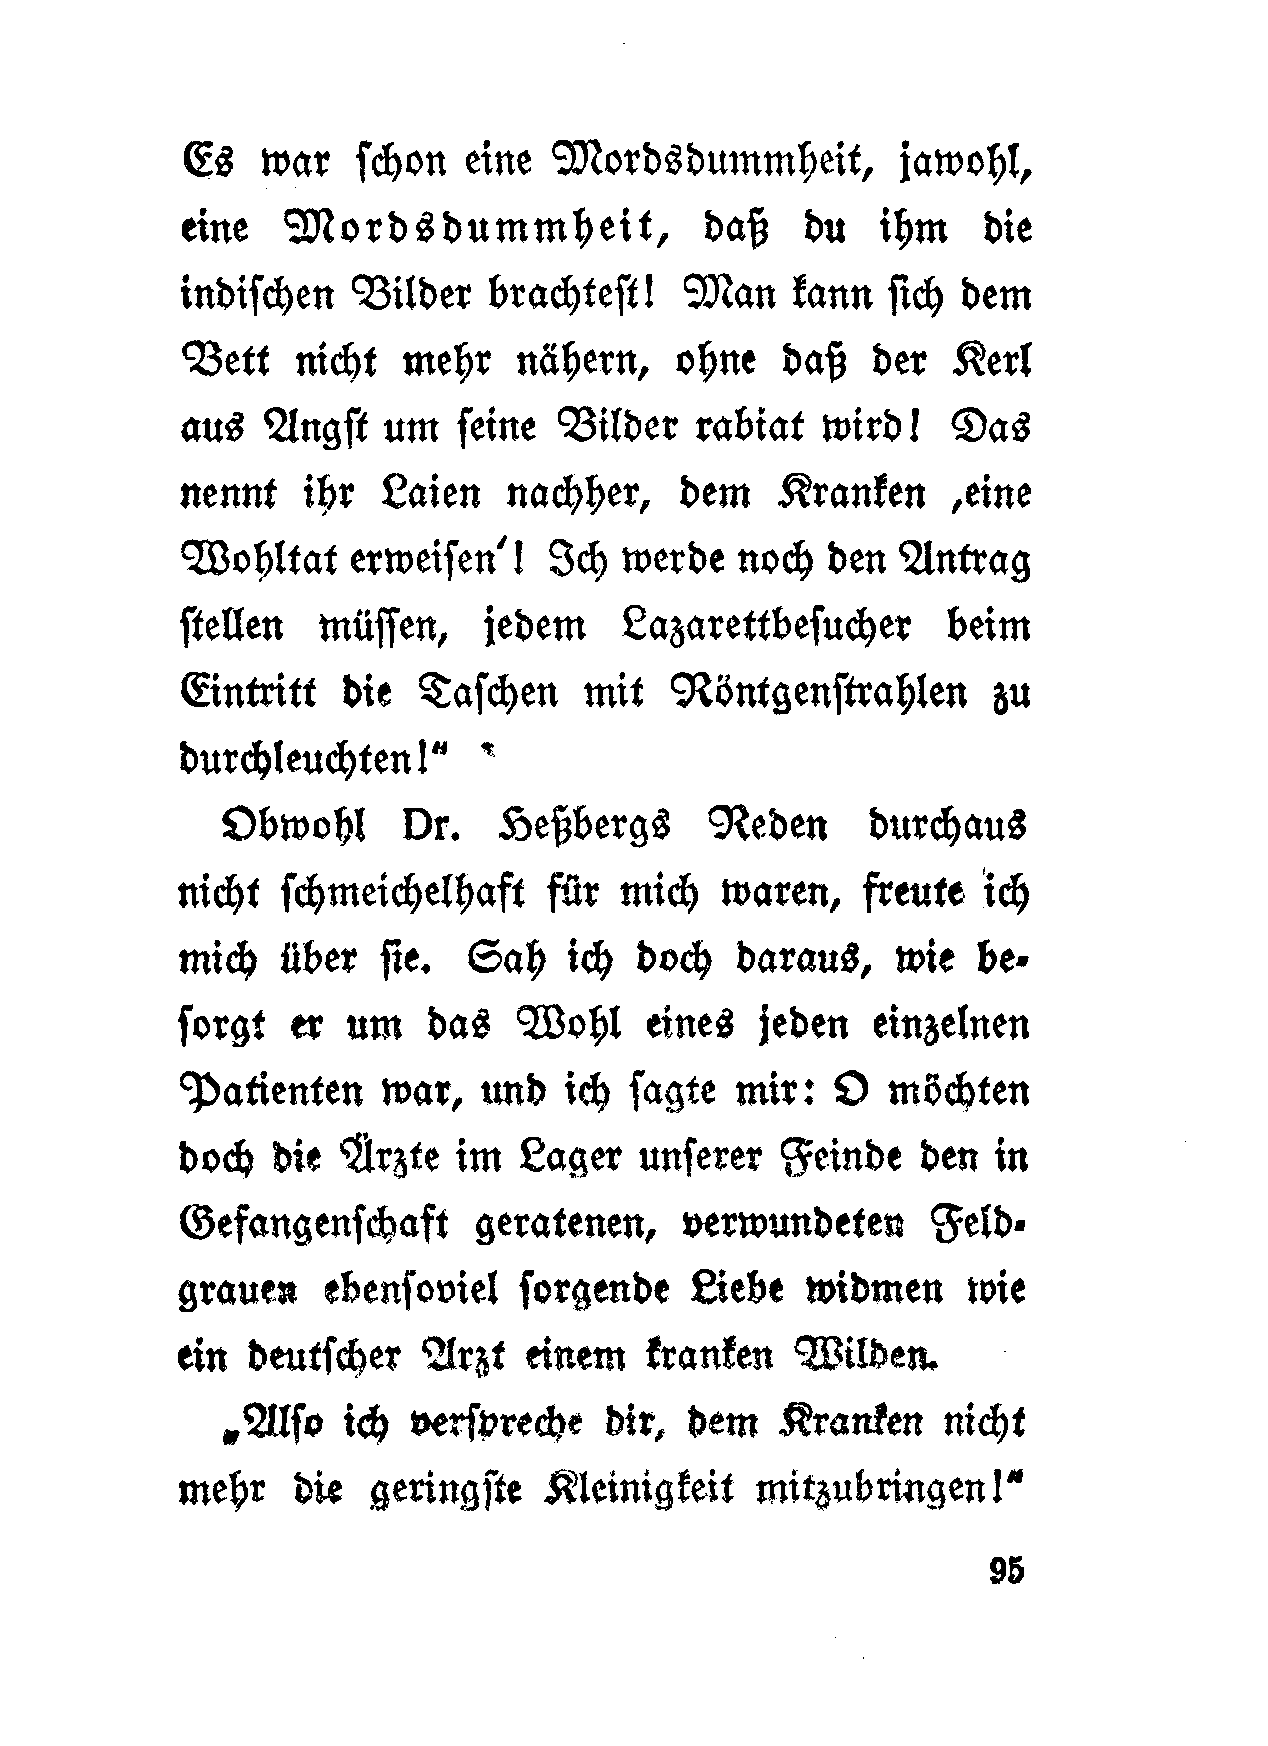 Es war schon eine Mordsdummheit, jawohl,
eine Mordsdummheit, daß du ihm die
indischen Bilder brachtest! Man kann sich dem
Bett nicht mehr nähern, ohne daß der Kerl
aus Angst um seine Bilder rabiat wird! Das
nennt ihr Laien nachher, dem Kranken ‚eine
Wohltat erweisen‘! Ich werde noch den Antrag
stellen müssen, jedem Lazarettbesucher beim
Eintritt die Taschen mit Röntgenstrahlen zu
durchleuchten!“
Obwohl Dr. Heßbergs Reden durchaus
nicht schmeichelhaft für mich waren, freute ich
mich über sie. Sah ich doch daraus, wie be-
sorgt er um das Wohl eines jeden einzelnen
Patienten war, und ich sagte mir: O möchten
doch die Ärzte im Lager unserer Feinde den in
Gefangenschaft geratenen, verwundeten Feld-
grauen ebensoviel sorgende Liebe widmen wie
ein deutscher Arzt einem kranken Wilden.
„Also ich verspreche dir, dem Kranken nicht
mehr die geringste Kleinigkeit mitzubringen!“
95